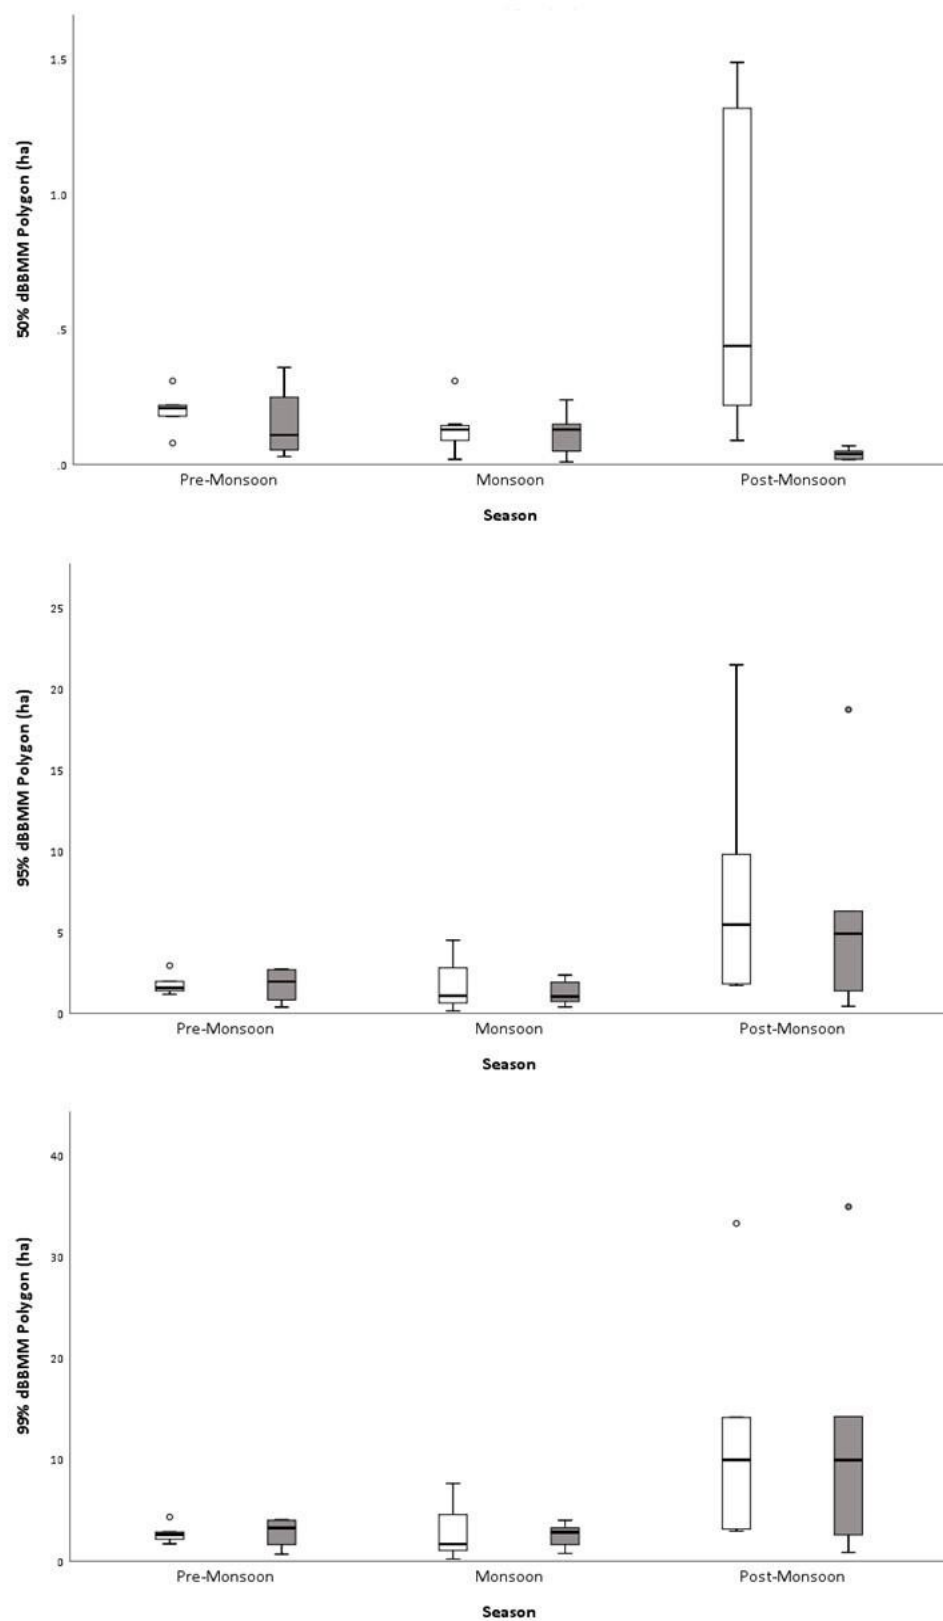 50% dBBMM Polygon (ha)
1.5
1.0
.5
.0
Pre-Monsoon Monsoon Post-Monsoon
Season
95% dBBMM Polygon (ha)
25
20
15
10
5
0
Pre-Monsoon Monsoon Post-Monsoon
Season
99% dBBMM Polygon (ha)
40
30
20
10
0
Pre-Monsoon Monsoon Post-Monsoon
Season